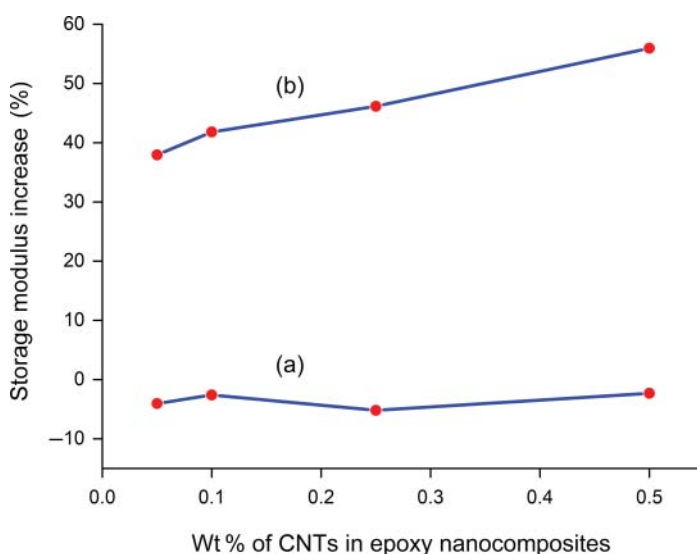 60
50
40
30
20
10
0
–10
Storage modulus increase (%)
(b)
(a)
0.0 0.1 0.2 0.3 0.4 0.5
Wt % of CNTs in epoxy nanocomposites